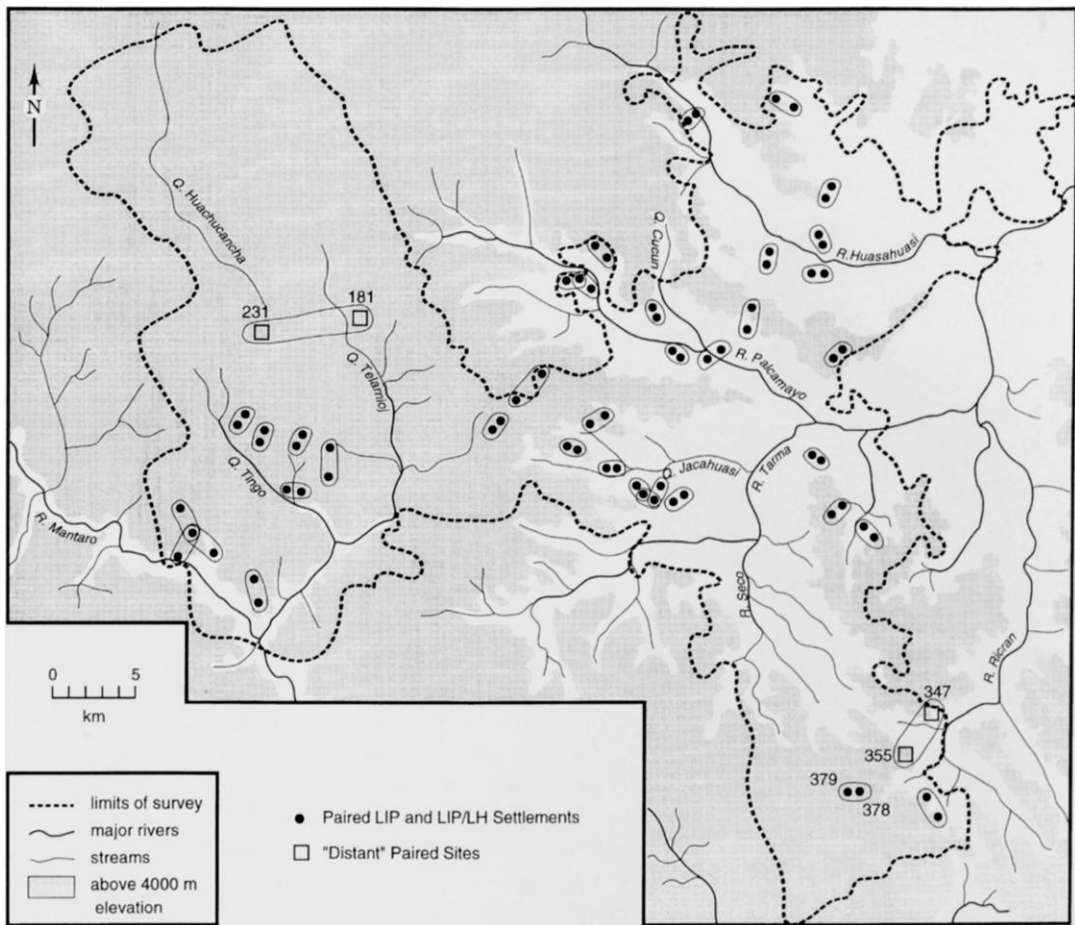 N
Q. Huachucancha
Q. Cucun
R. Huasahuasi
231
181
Q. Telarnioj
R. Palcamayo
Q. Tingo
Q. Jacahuasi
R. Tarma
R. Mantaro
R. Seco
R. Ricran
0 5
km
347
355
379
378
limits of survey
major rivers
streams
above 4000 m
elevation
Paired LIP and LIP/LH Settlements
"Distant" Paired Sites